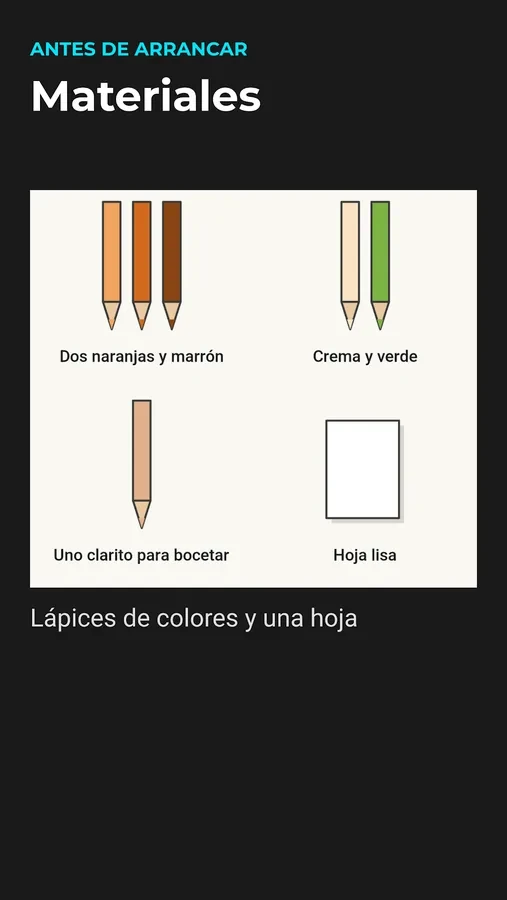 ANTES DE ARRANCAR
Materiales
Dos naranjas y marrón
Crema y verde
Uno clarito para bocetar
Hoja lisa
Lápices de colores y una hoja